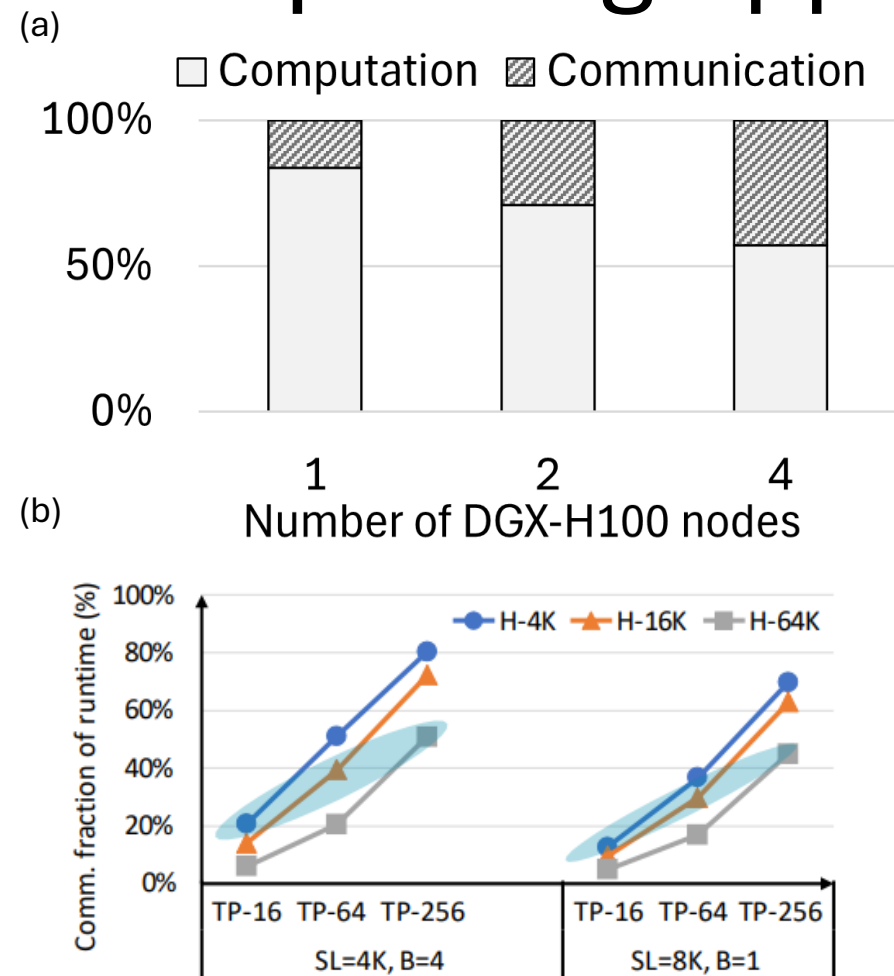 (a)
Computation Communication
100%
50%
0%
1 2 4
Number of DGX-H100 nodes
(b)
Comm. fraction of runtime (%)
100%
80%
60%
40%
20%
0%
H-4K H-16K H-64K
TP-16 TP-64 TP-256 TP-16 TP-64 TP-256
SL=4K, B=4 SL=8K, B=1